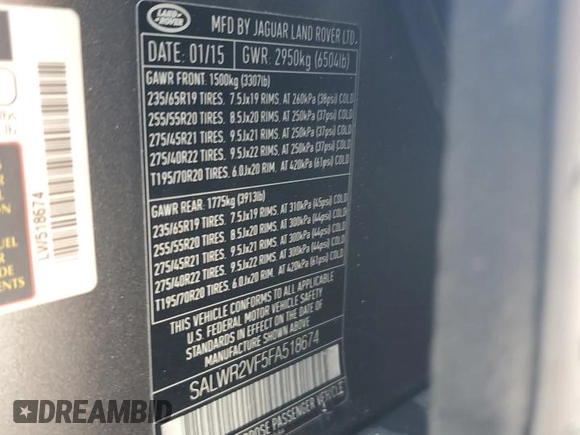 LAND ROVER
MFD BY JAGUAR LAND ROVER LTD.
DATE: 01/15 GWR: 2950kg (6504lb)
GAWR FRONT: 1500kg (3307lb)
235/65R19 TIRES. 7.5Jx19 RIMS. AT 260kPa (38psi) COLD
255/55R20 TIRES. 8.5Jx20 RIMS. AT 250kPa (37psi) COLD
275/45R21 TIRES. 9.5Jx21 RIMS. AT 250kPa (37psi) COLD
275/40R22 TIRES. 9.5Jx22 RIMS. AT 250kPa (37psi) COLD
T195/70R20 TIRES. 6.0Jx20 RIM. AT 420kPa (61psi) COLD
GAWR REAR: 1775kg (3913lb)
235/65R19 TIRES. 7.5Jx19 RIMS. AT 310kPa (45psi) COLD
255/55R20 TIRES. 8.5Jx20 RIMS. AT 300kPa (44psi) COLD
275/45R21 TIRES. 9.5Jx21 RIMS. AT 300kPa (44psi) COLD
275/40R22 TIRES. 9.5Jx22 RIMS. AT 300kPa (44psi) COLD
T195/70R20 TIRES. 6.0Jx20 RIM. AT 420kPa (61psi) COLD
THIS VEHICLE CONFORMS TO ALL APPLICABLE
U.S. FEDERAL MOTOR VEHICLE SAFETY
STANDARDS IN EFFECT ON THE DATE OF
MANUFACTURE SHOWN ABOVE.
SALWR2VF5FA518674
PASSENGER VEHICLE
LW518674
UEL
DE
ENTS
DREAMBID